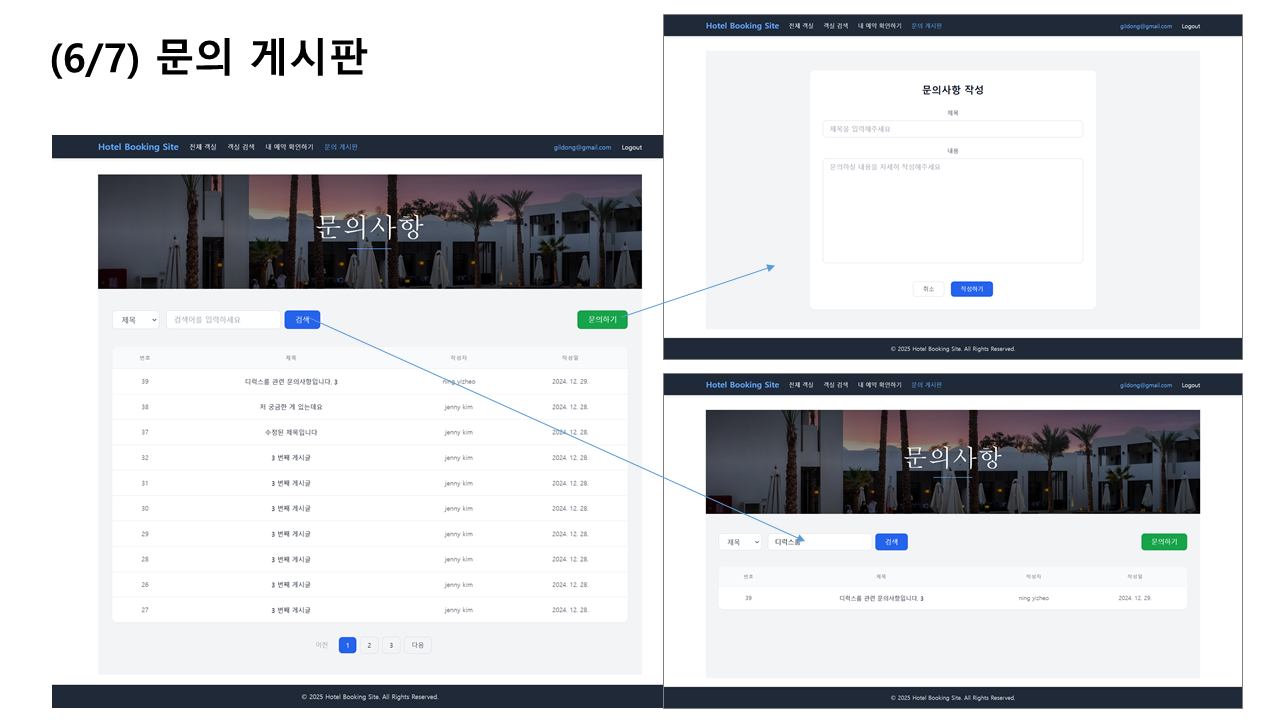 (6/7) 문의 게시판
Hotel Booking Site 전체 객실 객실 검색 내 예약 확인하기 문의 게시판 gildong@gmail.com Logout
문의사항
제목 검색어를 입력하세요 검색 문의하기
번호 제목 작성자 작성일
39 디럭스룸 관련 문의사항입니다. 3 ning yizheo 2024. 12. 29.
38 저 궁금한 게 있는데요 jenny kim 2024. 12. 28.
37 수정된 제목입니다 jenny kim 2024. 12. 28.
32 3 번째 게시글 jenny kim 2024. 12. 28.
31 3 번째 게시글 jenny kim 2024. 12. 28.
30 3 번째 게시글 jenny kim 2024. 12. 28.
29 3 번째 게시글 jenny kim 2024. 12. 28.
28 3 번째 게시글 jenny kim 2024. 12. 28.
26 3 번째 게시글 jenny kim 2024. 12. 28.
27 3 번째 게시글 jenny kim 2024. 12. 28.
이전 1 2 3 다음
© 2025 Hotel Booking Site. All Rights Reserved.
Hotel Booking Site 전체 객실 객실 검색 내 예약 확인하기 문의 게시판 gildong@gmail.com Logout
문의사항 작성
제목
제목을 입력해주세요
내용
문의하실 내용을 자세히 작성해주세요
취소 작성하기
© 2025 Hotel Booking Site. All Rights Reserved.
Hotel Booking Site 전체 객실 객실 검색 내 예약 확인하기 문의 게시판 gildong@gmail.com Logout
문의사항
제목 디럭스룸 검색 문의하기
번호 제목 작성자 작성일
39 디럭스룸 관련 문의사항입니다. 3 ning yizheo 2024. 12. 29.
© 2025 Hotel Booking Site. All Rights Reserved.